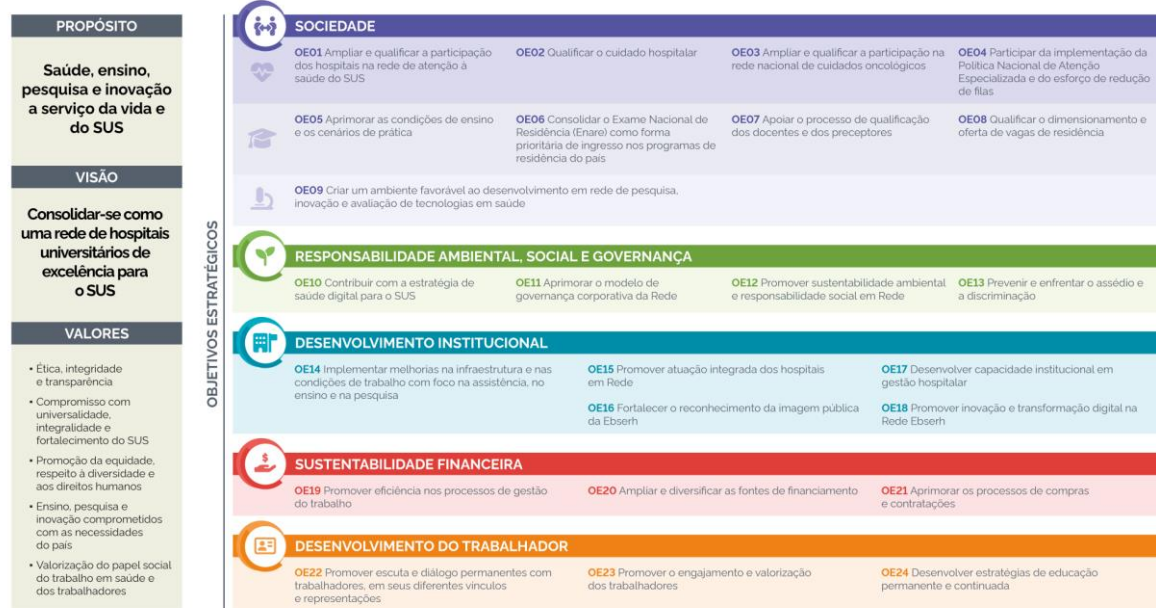 PROPÓSITO
Saúde, ensino,
pesquisa e inovação
a serviço da vida e
do SUS
VISÃO
Consolidar-se como
uma rede de hospitais
universitários de
excelência para
o SUS
VALORES
• Ética, integridade
e transparência
• Compromisso com
universalidade,
integralidade e
fortalecimento do SUS
• Promoção da equidade,
respeito à diversidade e
aos direitos humanos
• Ensino, pesquisa e
inovação comprometidos
com as necessidades
do país
• Valorização do papel social
do trabalho em saúde e
dos trabalhadores
OBJETIVOS ESTRATÉGICOS
SOCIEDADE
OE01 Ampliar e qualificar a participação
dos hospitais na rede de atenção à
saúde do SUS
OE02 Qualificar o cuidado hospitalar
OE03 Ampliar e qualificar a participação na
rede nacional de cuidados oncológicos
OE04 Participar da implementação da
Política Nacional de Atenção
Especializada e do esforço de redução
de filas
OE05 Aprimorar as condições de ensino
e os cenários de prática
OE06 Consolidar o Exame Nacional de
Residência (Enare) como forma
prioritária de ingresso nos programas de
residência do país
OE07 Apoiar o processo de qualificação
dos docentes e dos preceptores
OE08 Qualificar o dimensionamento e
oferta de vagas de residência
OE09 Criar um ambiente favorável ao desenvolvimento em rede de pesquisa,
inovação e avaliação de tecnologias em saúde
RESPONSABILIDADE AMBIENTAL, SOCIAL E GOVERNANÇA
OE10 Contribuir com a estratégia de
saúde digital para o SUS
OE11 Aprimorar o modelo de
governança corporativa da Rede
OE12 Promover sustentabilidade ambiental
e responsabilidade social em Rede
OE13 Prevenir e enfrentar o assédio e
a discriminação
DESENVOLVIMENTO INSTITUCIONAL
OE14 Implementar melhorias na infraestrutura e nas
condições de trabalho com foco na assistência, no
ensino e na pesquisa
OE15 Promover atuação integrada dos hospitais
em Rede
OE16 Fortalecer o reconhecimento da imagem pública
da Ebserh
OE17 Desenvolver capacidade institucional em
gestão hospitalar
OE18 Promover inovação e transformação digital na
Rede Ebserh
SUSTENTABILIDADE FINANCEIRA
OE19 Promover eficiência nos processos de gestão
do trabalho
OE20 Ampliar e diversificar as fontes de financiamento
OE21 Aprimorar os processos de compras
e contratações
DESENVOLVIMENTO DO TRABALHADOR
OE22 Promover escuta e diálogo permanentes com
trabalhadores, em seus diferentes vínculos
e representações
OE23 Promover o engajamento e valorização
dos trabalhadores
OE24 Desenvolver estratégias de educação
permanente e continuada